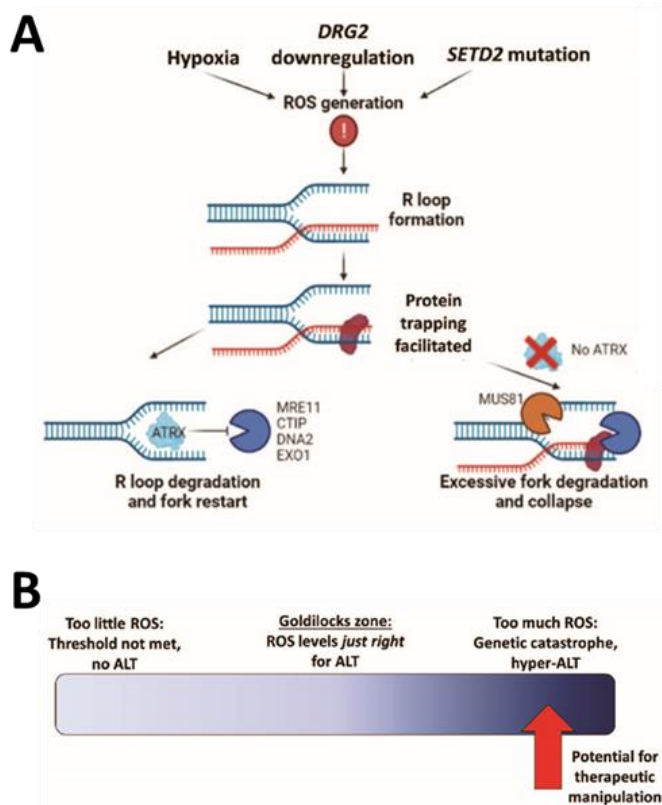 A
Hypoxia
DRG2
downregulation
SETD2 mutation
ROS generation
!
R loop
formation
Protein
trapping
facilitated
No ATRX
MUS81
ATRX
MRE11
CTIP
DNA2
EXO1
R loop degradation
and fork restart
Excessive fork degradation
and collapse
B
Too little ROS:
Threshold not met,
no ALT
Goldilocks zone:
ROS levels just right
for ALT
Too much ROS:
Genetic catastrophe,
hyper-ALT
Potential for
therapeutic
manipulation